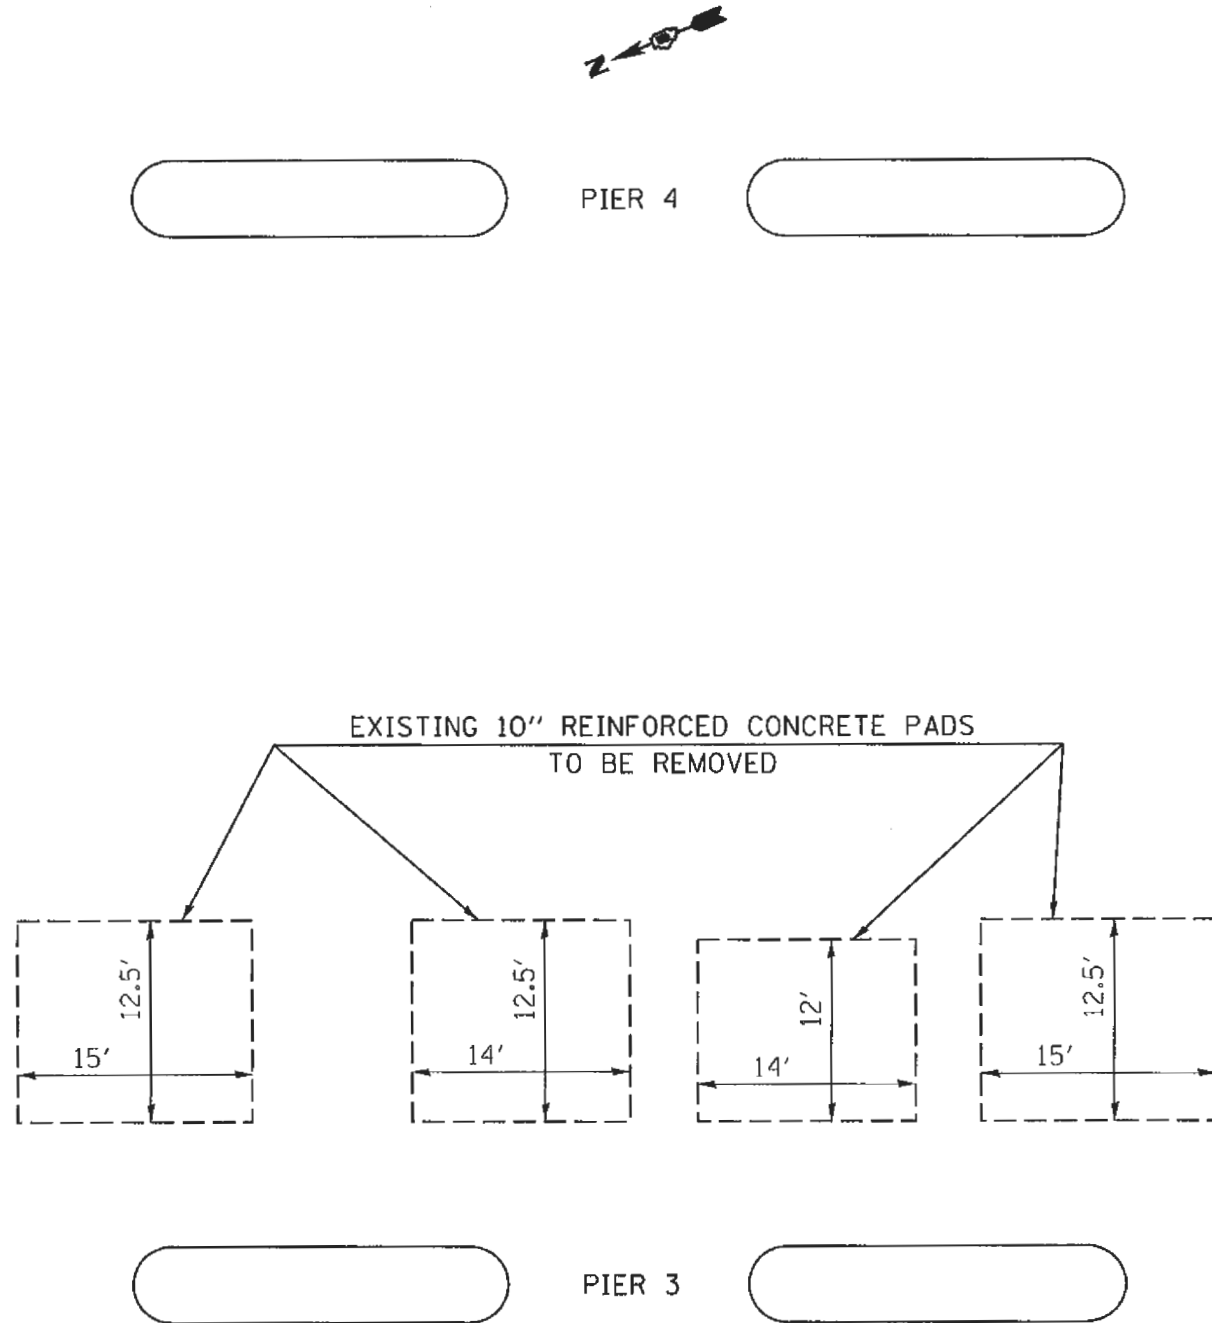 N
PIER 4
EXISTING 10" REINFORCED CONCRETE PADS
TO BE REMOVED
12.5'
15'
12.5'
14'
12'
14'
12.5'
15'
PIER 3